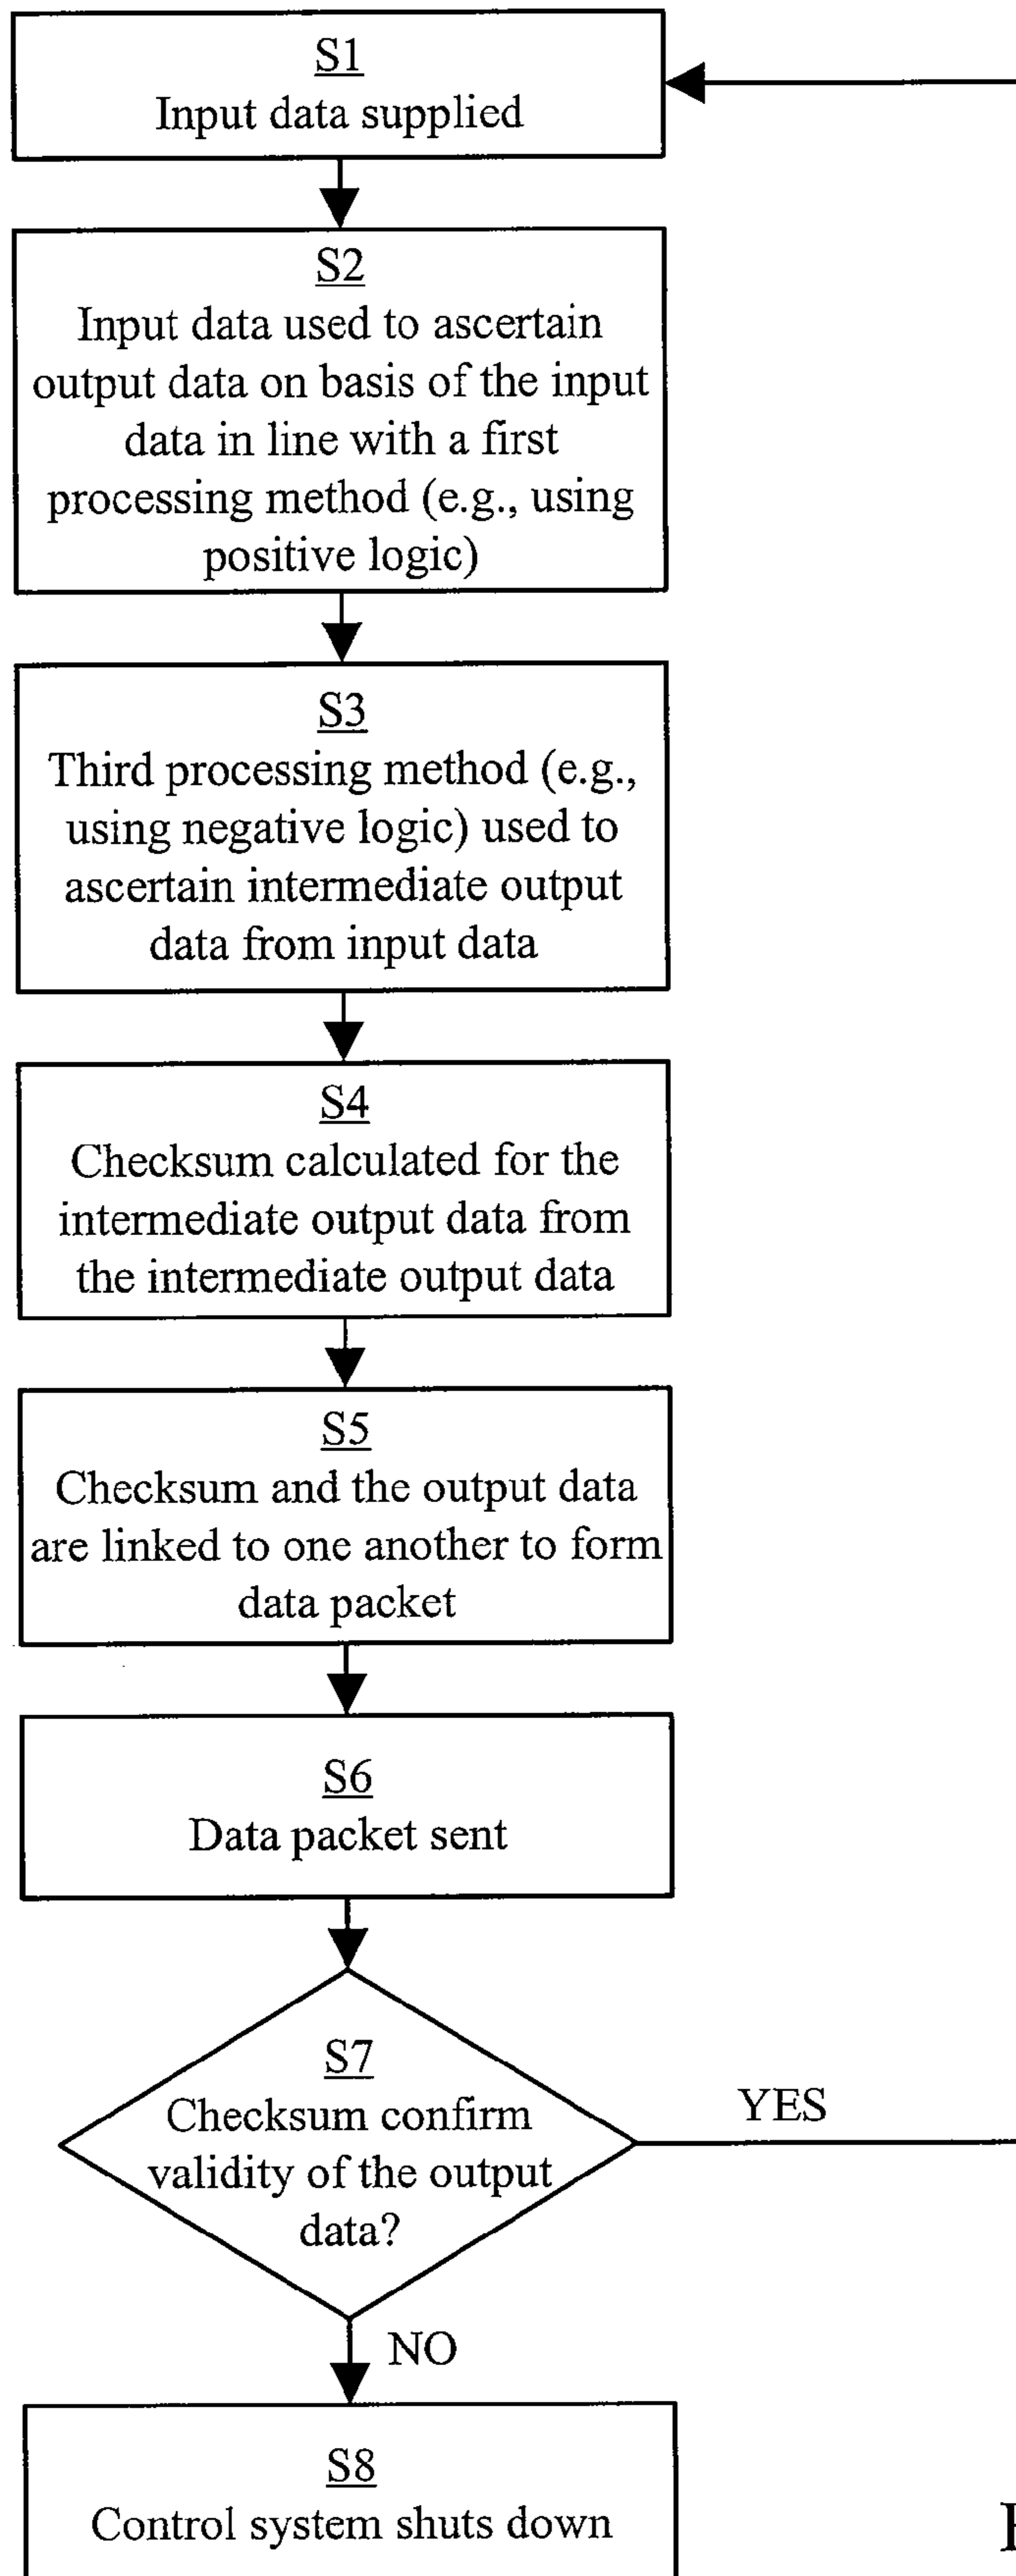 S1
Input data supplied
S2
Input data used to ascertain
output data on basis of the input
data in line with a first
processing method (e.g., using
positive logic)
S3
Third processing method (e.g.,
using negative logic) used to
ascertain intermediate output
data from input data
S4
Checksum calculated for the
intermediate output data from
the intermediate output data
S5
Checksum and the output data
are linked to one another to form
data packet
S6
Data packet sent
S7
Checksum confirm
validity of the output
data?
YES
NO
S8
Control system shuts down